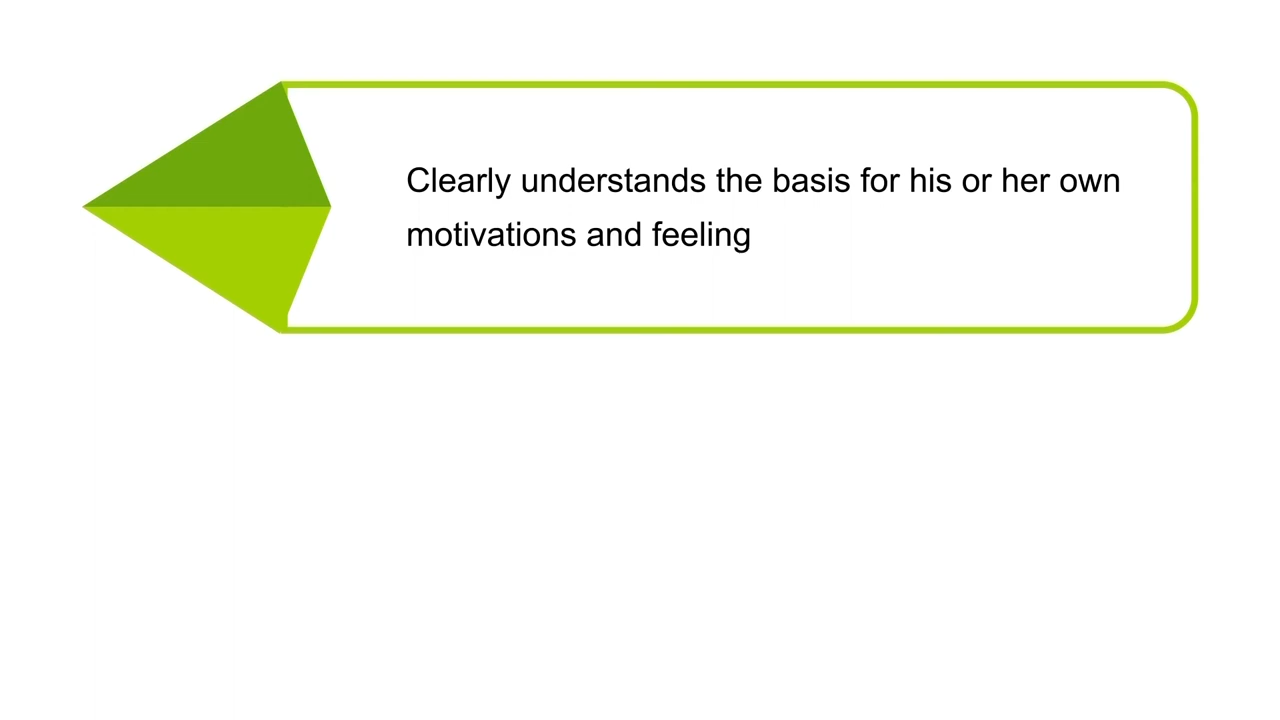 Clearly understands the basis for his or her own
motivations and feeling